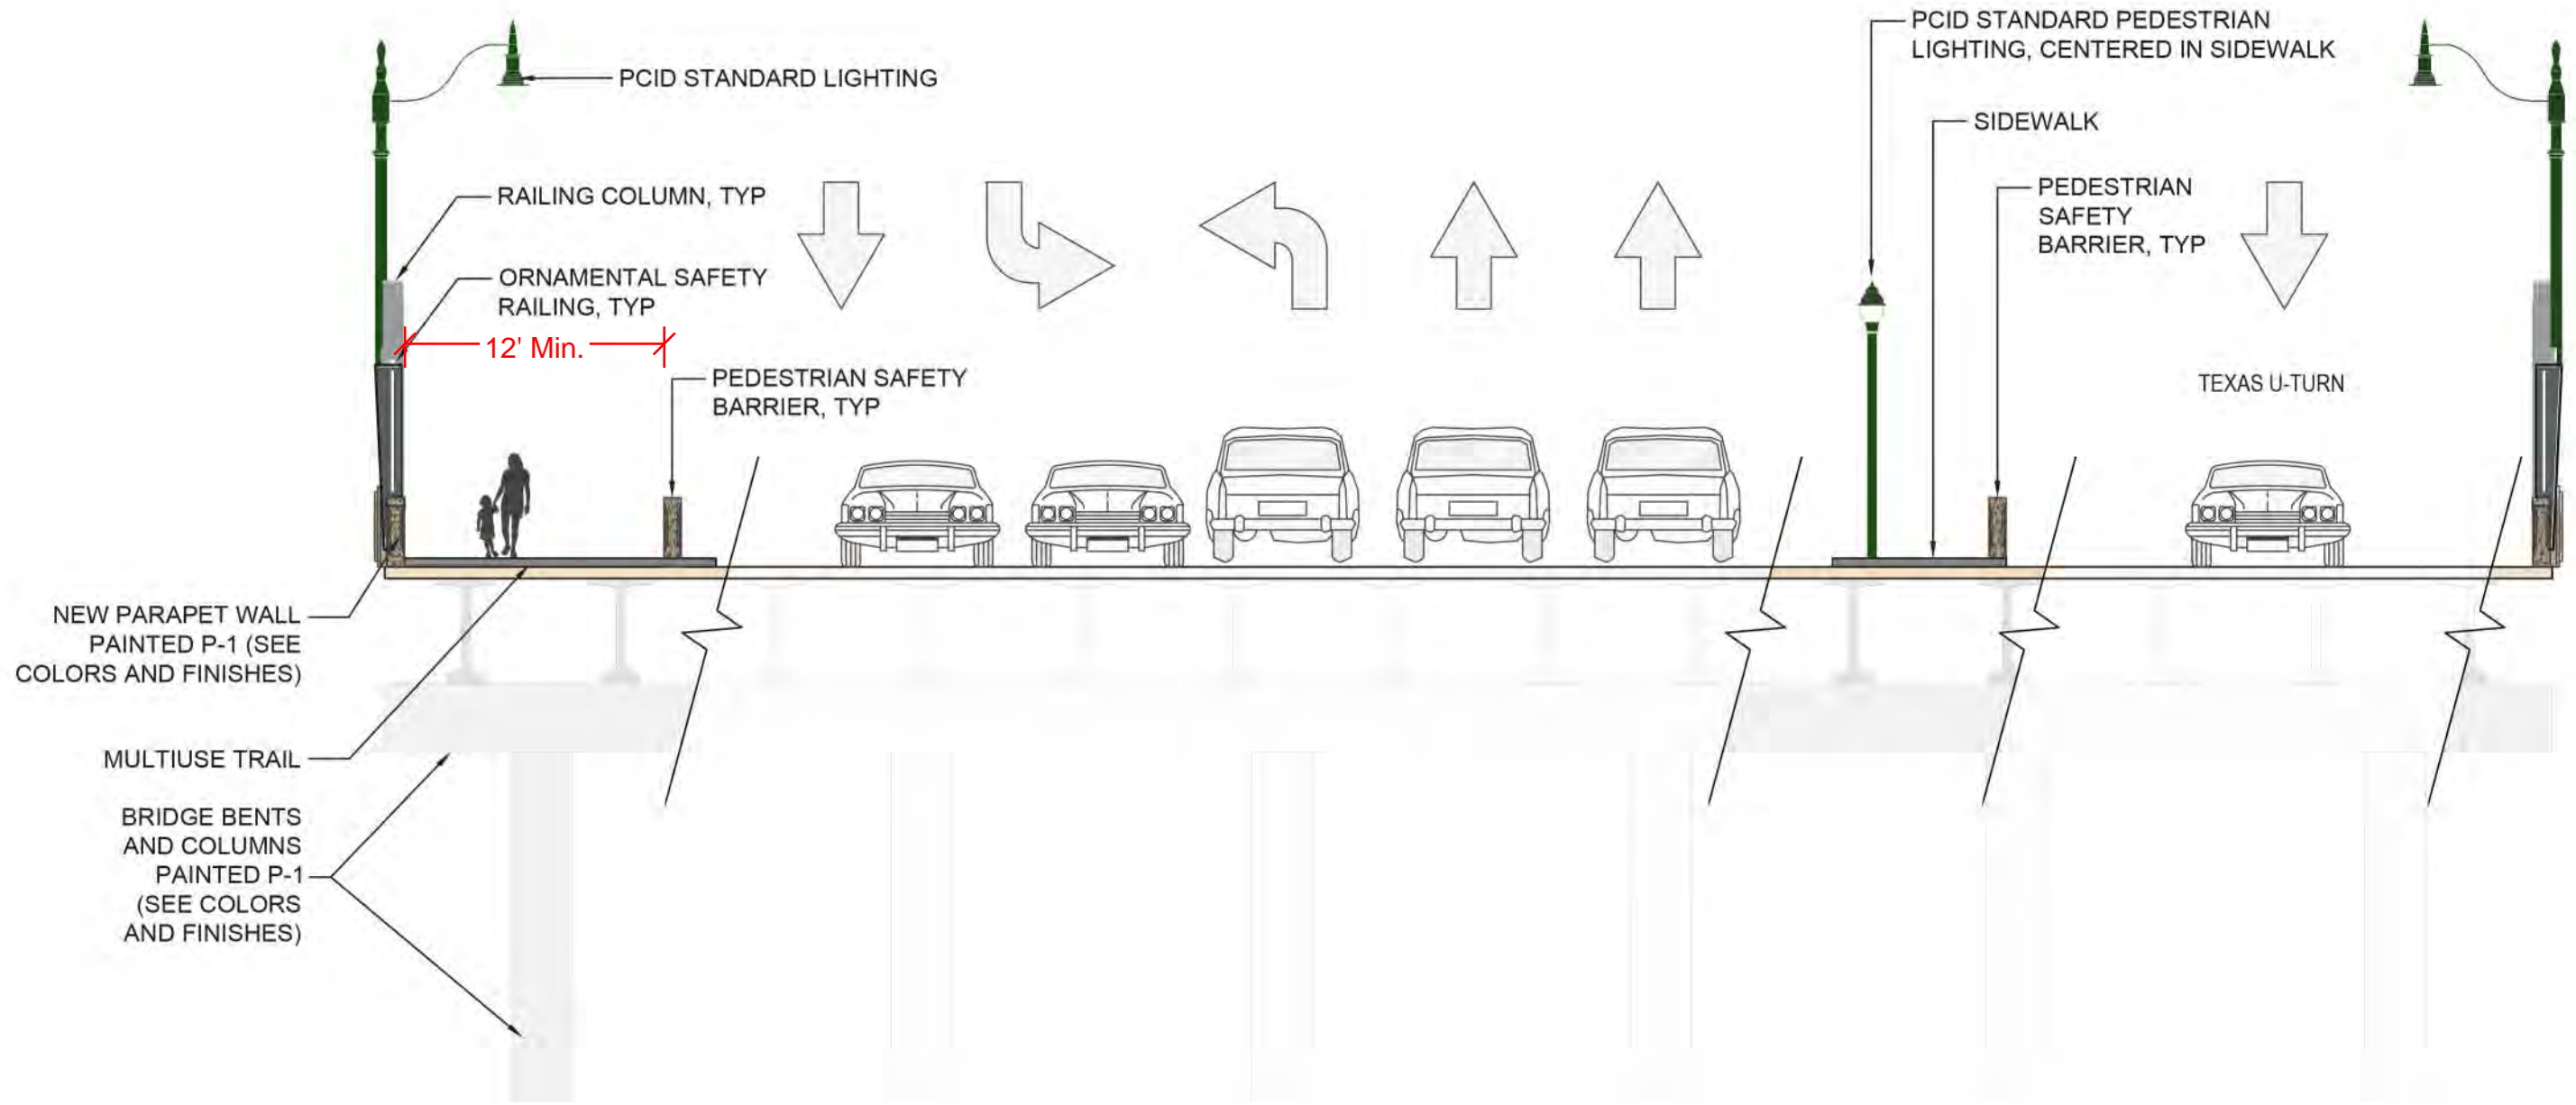 PCID STANDARD LIGHTING
PCID STANDARD PEDESTRIAN
LIGHTING, CENTERED IN SIDEWALK
SIDEWALK
RAILING COLUMN, TYP
PEDESTRIAN
SAFETY
BARRIER, TYP
ORNAMENTAL SAFETY
RAILING, TYP
12' Min.
PEDESTRIAN SAFETY
BARRIER, TYP
TEXAS U-TURN
NEW PARAPET WALL
PAINTED P-1 (SEE
COLORS AND FINISHES)
MULTIUSE TRAIL
BRIDGE BENTS
AND COLUMNS
PAINTED P-1
(SEE COLORS
AND FINISHES)